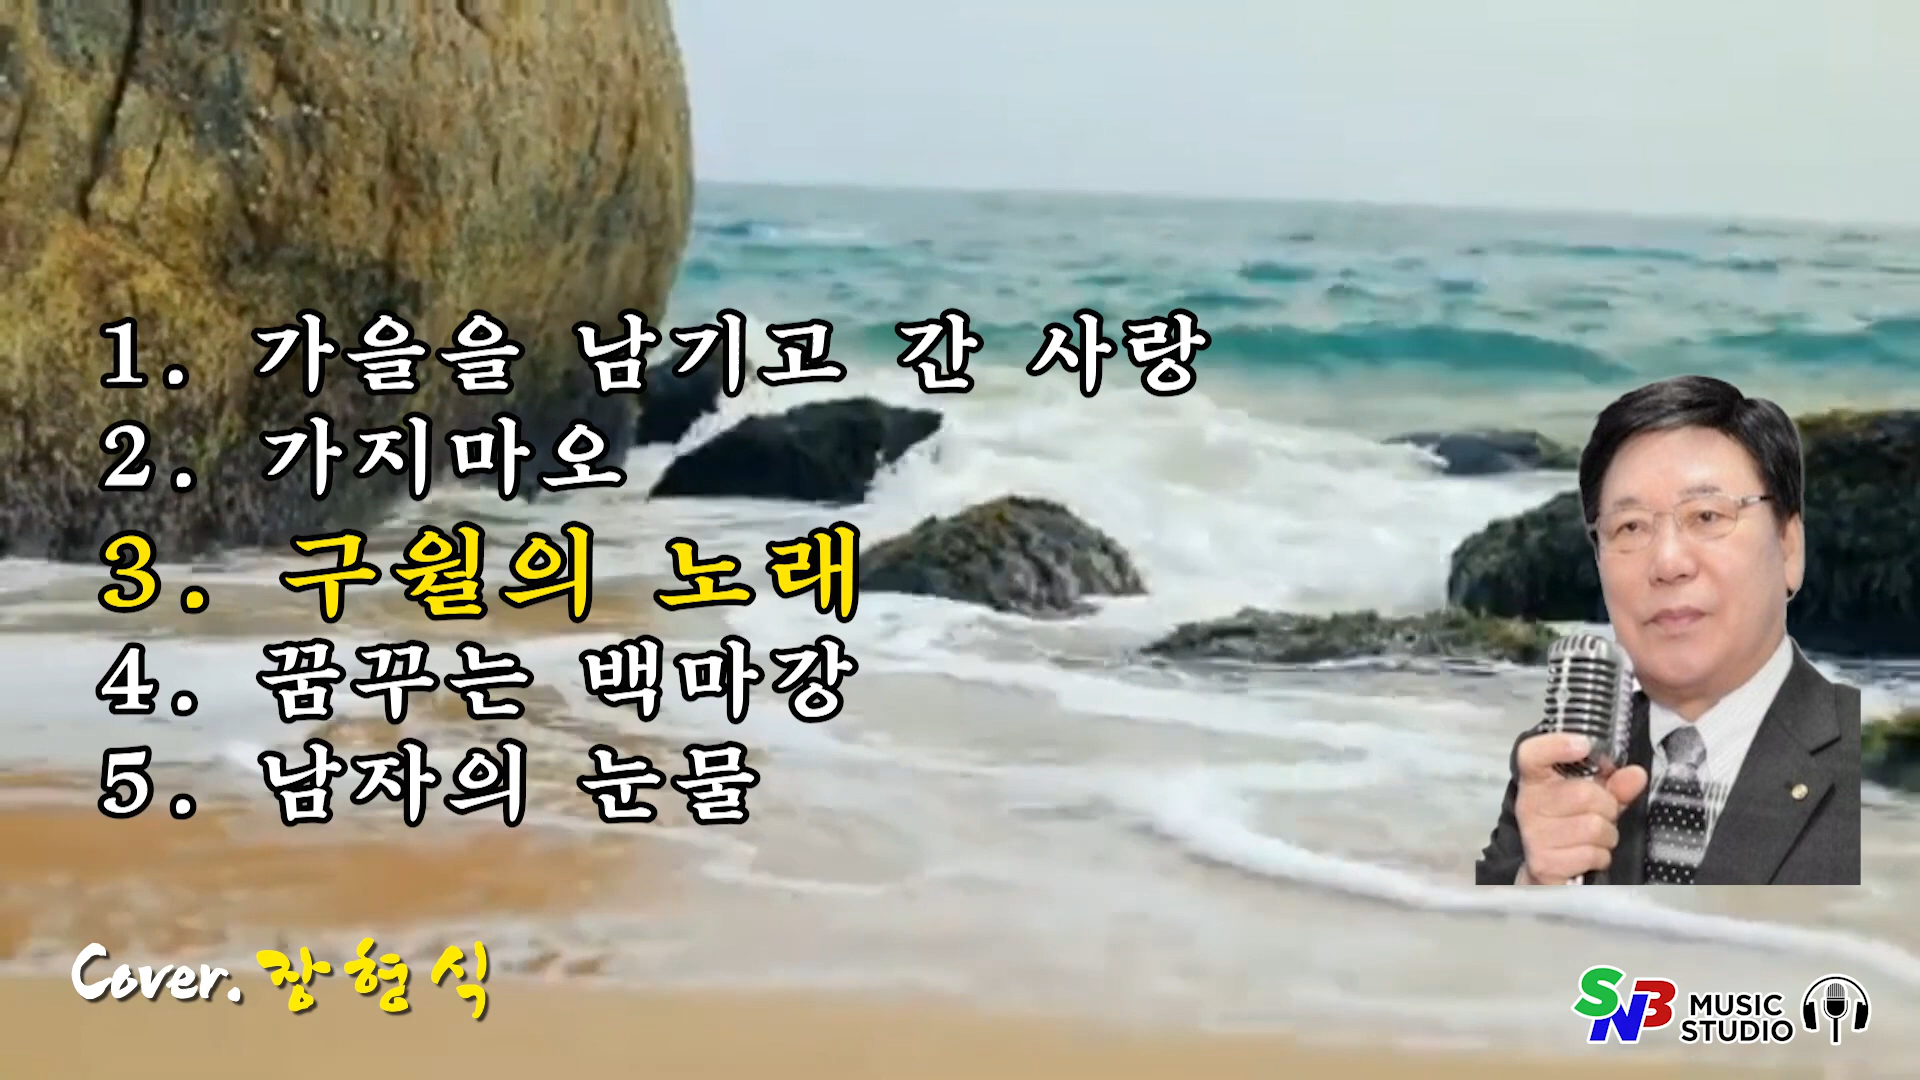 1. 가을을 남기고 간 사랑
2. 가지마오
3. 구월의 노래
4. 꿈꾸는 백마강
5. 남자의 눈물
Cover. 장현식
SNB MUSIC STUDIO